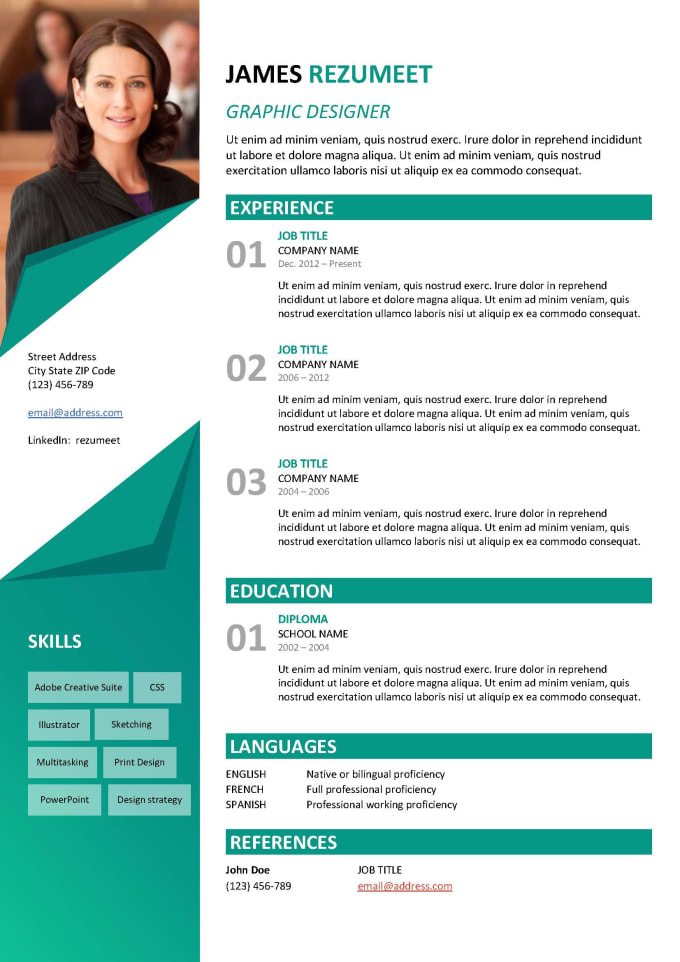 JAMES REZUMEET
GRAPHIC DESIGNER
Ut enim ad minim veniam, quis nostrud exerc. Irure dolor in reprehend incididunt
ut labore et dolore magna aliqua. Ut enim ad minim veniam, quis nostrud
exercitation ullamco laboris nisi ut aliquip ex ea commodo consequat.
EXPERIENCE
01
JOB TITLE
COMPANY NAME
Dec. 2012 – Present
Ut enim ad minim veniam, quis nostrud exerc. Irure dolor in reprehend
incididunt ut labore et dolore magna aliqua. Ut enim ad minim veniam, quis
nostrud exercitation ullamco laboris nisi ut aliquip ex ea commodo consequat.
02
JOB TITLE
COMPANY NAME
2006 – 2012
Ut enim ad minim veniam, quis nostrud exerc. Irure dolor in reprehend
incididunt ut labore et dolore magna aliqua. Ut enim ad minim veniam, quis
nostrud exercitation ullamco laboris nisi ut aliquip ex ea commodo consequat.
03
JOB TITLE
COMPANY NAME
2004 – 2006
Ut enim ad minim veniam, quis nostrud exerc. Irure dolor in reprehend
incididunt ut labore et dolore magna aliqua. Ut enim ad minim veniam, quis
nostrud exercitation ullamco laboris nisi ut aliquip ex ea commodo consequat.
EDUCATION
01
DIPLOMA
SCHOOL NAME
2002 – 2004
Ut enim ad minim veniam, quis nostrud exerc. Irure dolor in reprehend
incididunt ut labore et dolore magna aliqua. Ut enim ad minim veniam, quis
nostrud exercitation ullamco laboris nisi ut aliquip ex ea commodo consequat.
LANGUAGES
ENGLISH Native or bilingual proficiency
FRENCH Full professional proficiency
SPANISH Professional working proficiency
REFERENCES
John Doe JOB TITLE
(123) 456-789 email@address.com
Street Address
City State ZIP Code
(123) 456-789
email@address.com
LinkedIn: rezumeet
SKILLS
Adobe Creative Suite CSS
Illustrator Sketching
Multitasking Print Design
PowerPoint Design strategy